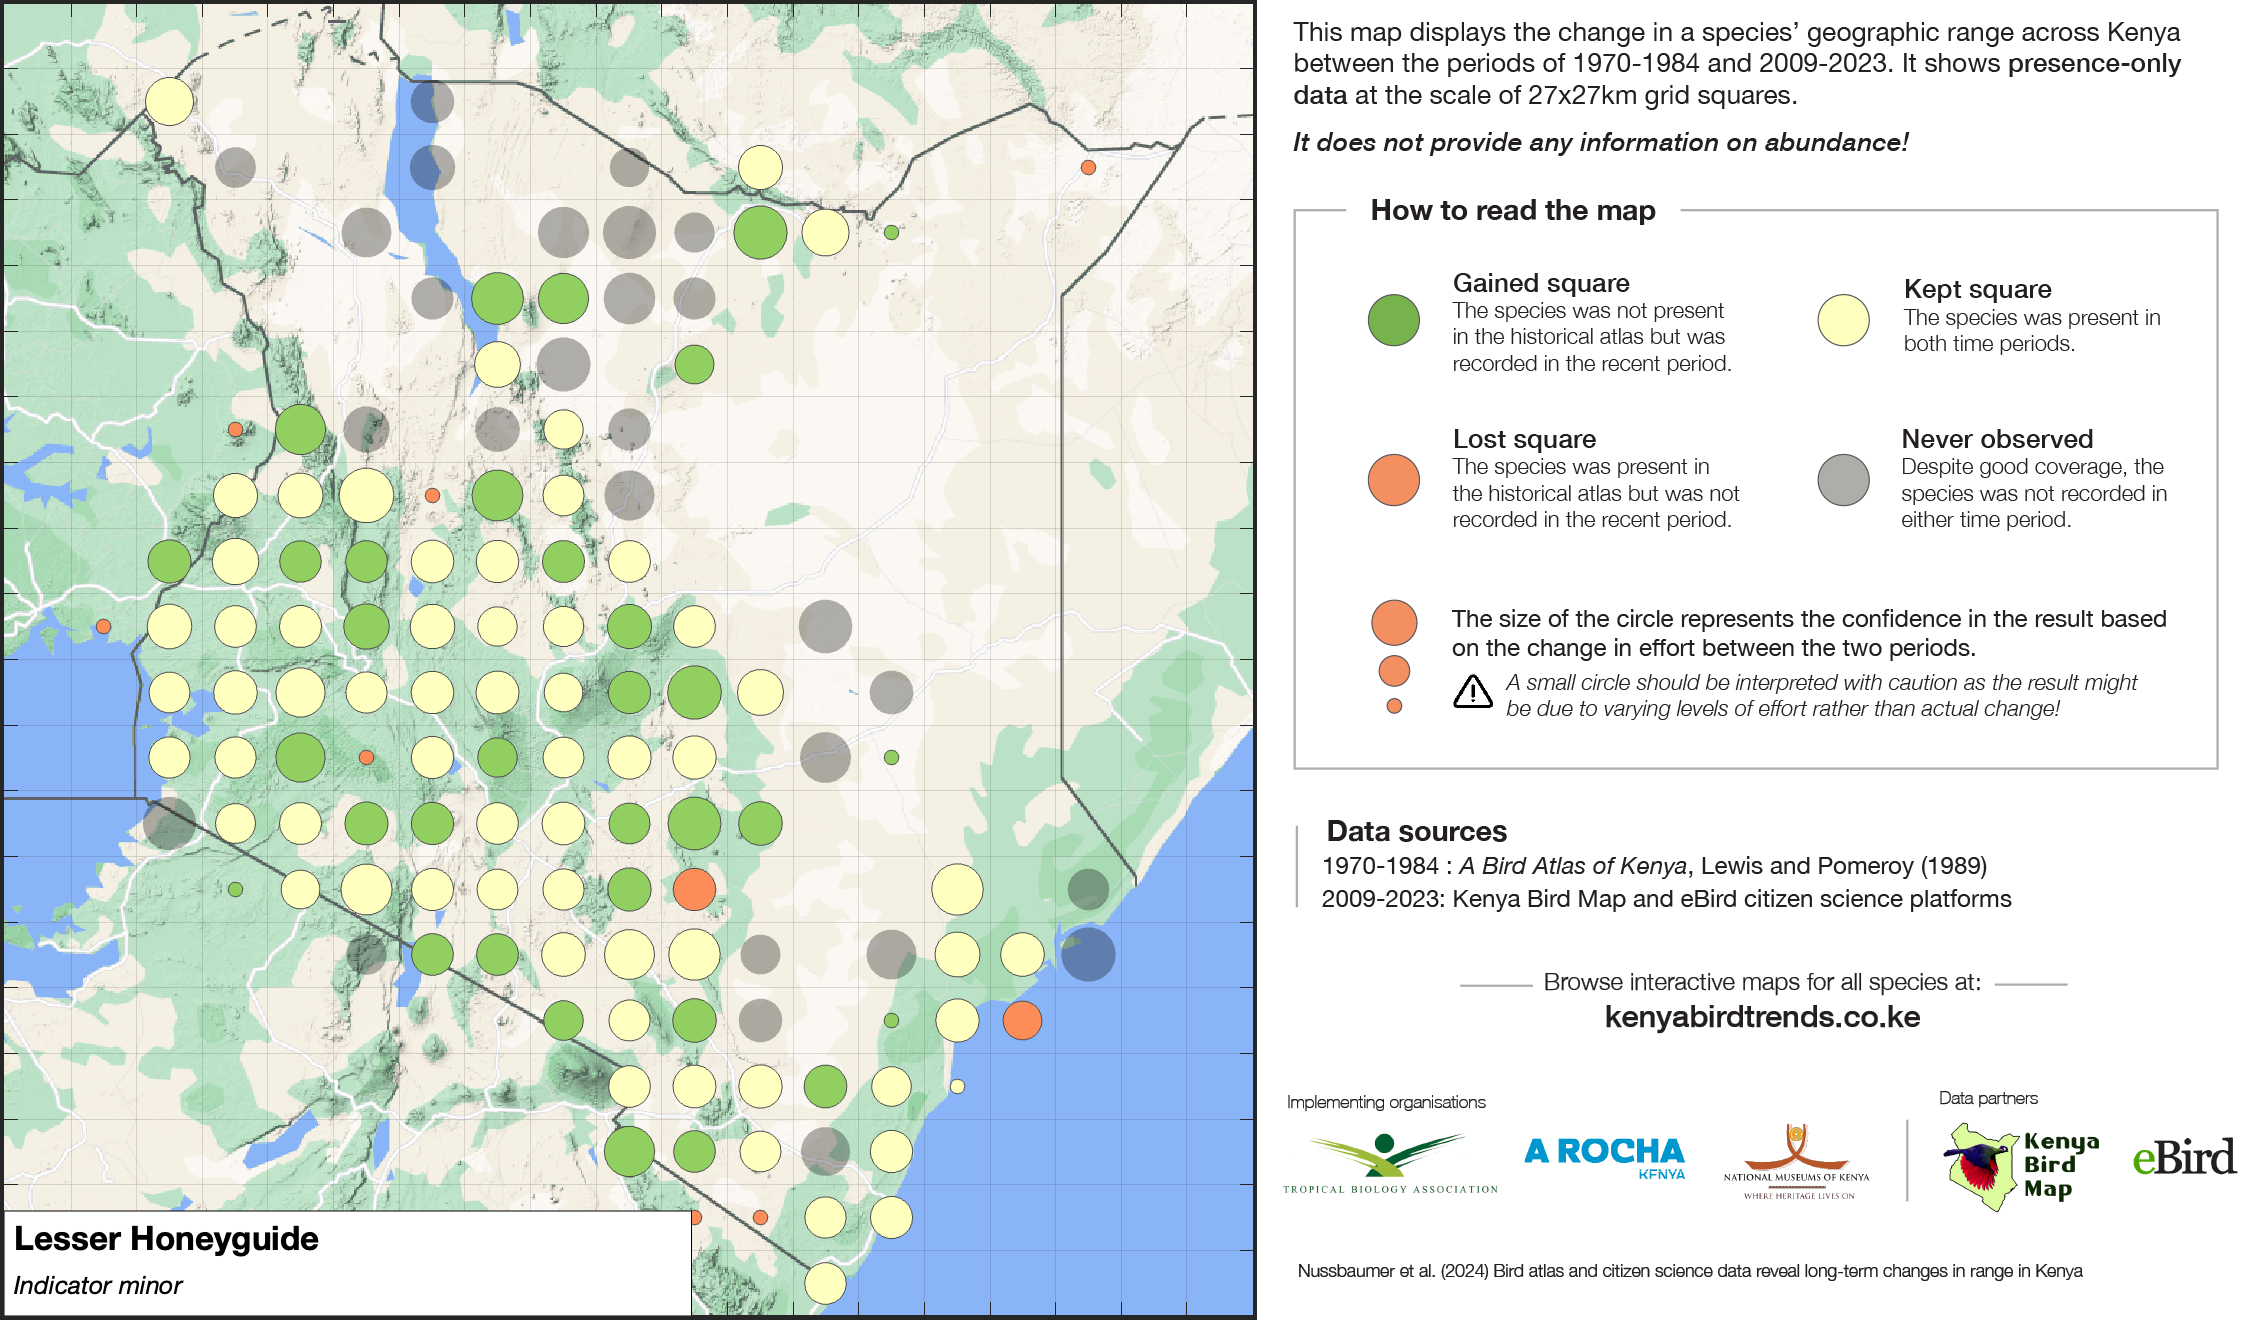 This map displays the change in a species’ geographic range across Kenya
between the periods of 1970-1984 and 2009-2023. It shows presence-only
data at the scale of 27x27km grid squares.
It does not provide any information on abundance!
How to read the map
Gained square
The species was not present
in the historical atlas but was
recorded in the recent period.
Kept square
The species was present in
both time periods.
Lost square
The species was present in
the historical atlas but was not
recorded in the recent period.
Never observed
Despite good coverage, the
species was not recorded in
either time period.
The size of the circle represents the confidence in the result based
on the change in effort between the two periods.
A small circle should be interpreted with caution as the result might
be due to varying levels of effort rather than actual change!
Data sources
1970-1984 : A Bird Atlas of Kenya, Lewis and Pomeroy (1989)
2009-2023: Kenya Bird Map and eBird citizen science platforms
Browse interactive maps for all species at:
kenyabirdtrends.co.ke
Implementing organisations
Data partners
TROPICAL BIOLOGY ASSOCIATION
A ROCHA
KENYA
NATIONAL MUSEUMS OF KENYA
WHERE HERITAGE LIVES ON
Kenya
Bird
Map
eBird
Lesser Honeyguide
Indicator minor
Nussbaumer et al. (2024) Bird atlas and citizen science data reveal long-term changes in range in Kenya